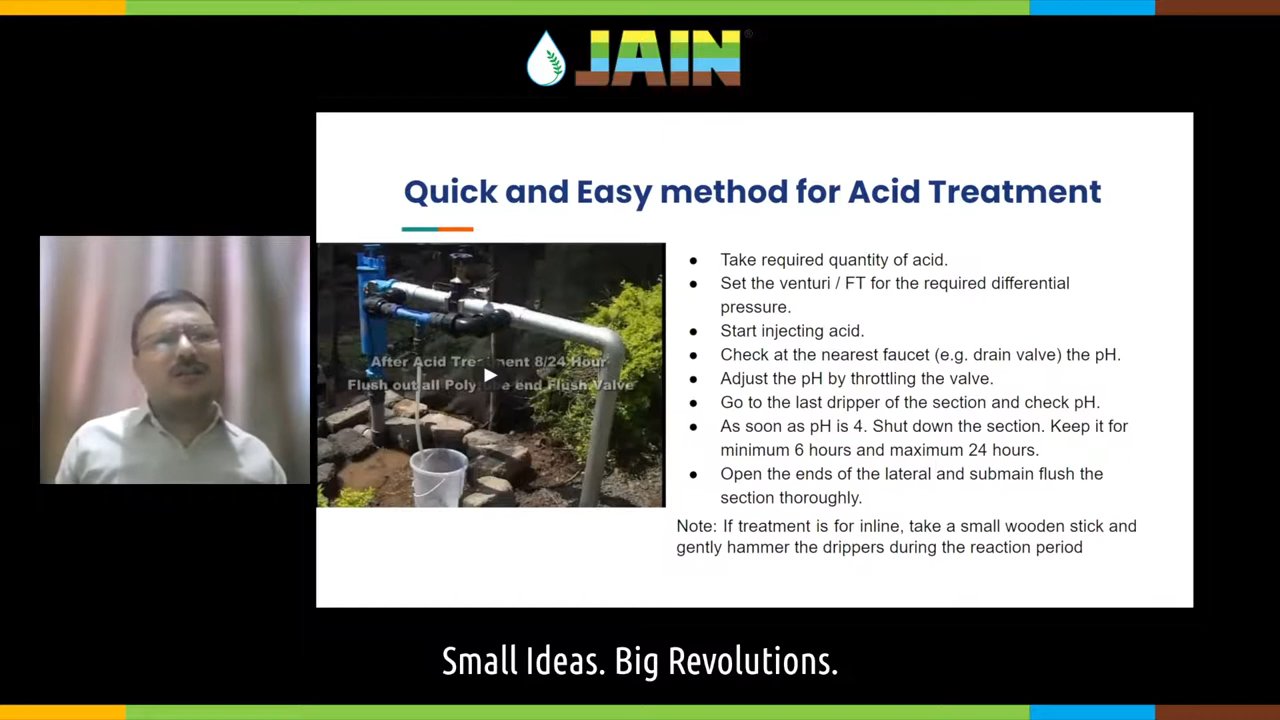 JAIN®
Quick and Easy method for Acid Treatment
After Acid Treatment 8/24 Hour
Flush out all Polytube end Flush Valve
● Take required quantity of acid.
● Set the venturi / FT for the required differential
pressure.
● Start injecting acid.
● Check at the nearest faucet (e.g. drain valve) the pH.
● Adjust the pH by throttling the valve.
● Go to the last dripper of the section and check pH.
● As soon as pH is 4. Shut down the section. Keep it for
minimum 6 hours and maximum 24 hours.
● Open the ends of the lateral and submain flush the
section thoroughly.
Note: If treatment is for inline, take a small wooden stick and
gently hammer the drippers during the reaction period
Small Ideas. Big Revolutions.